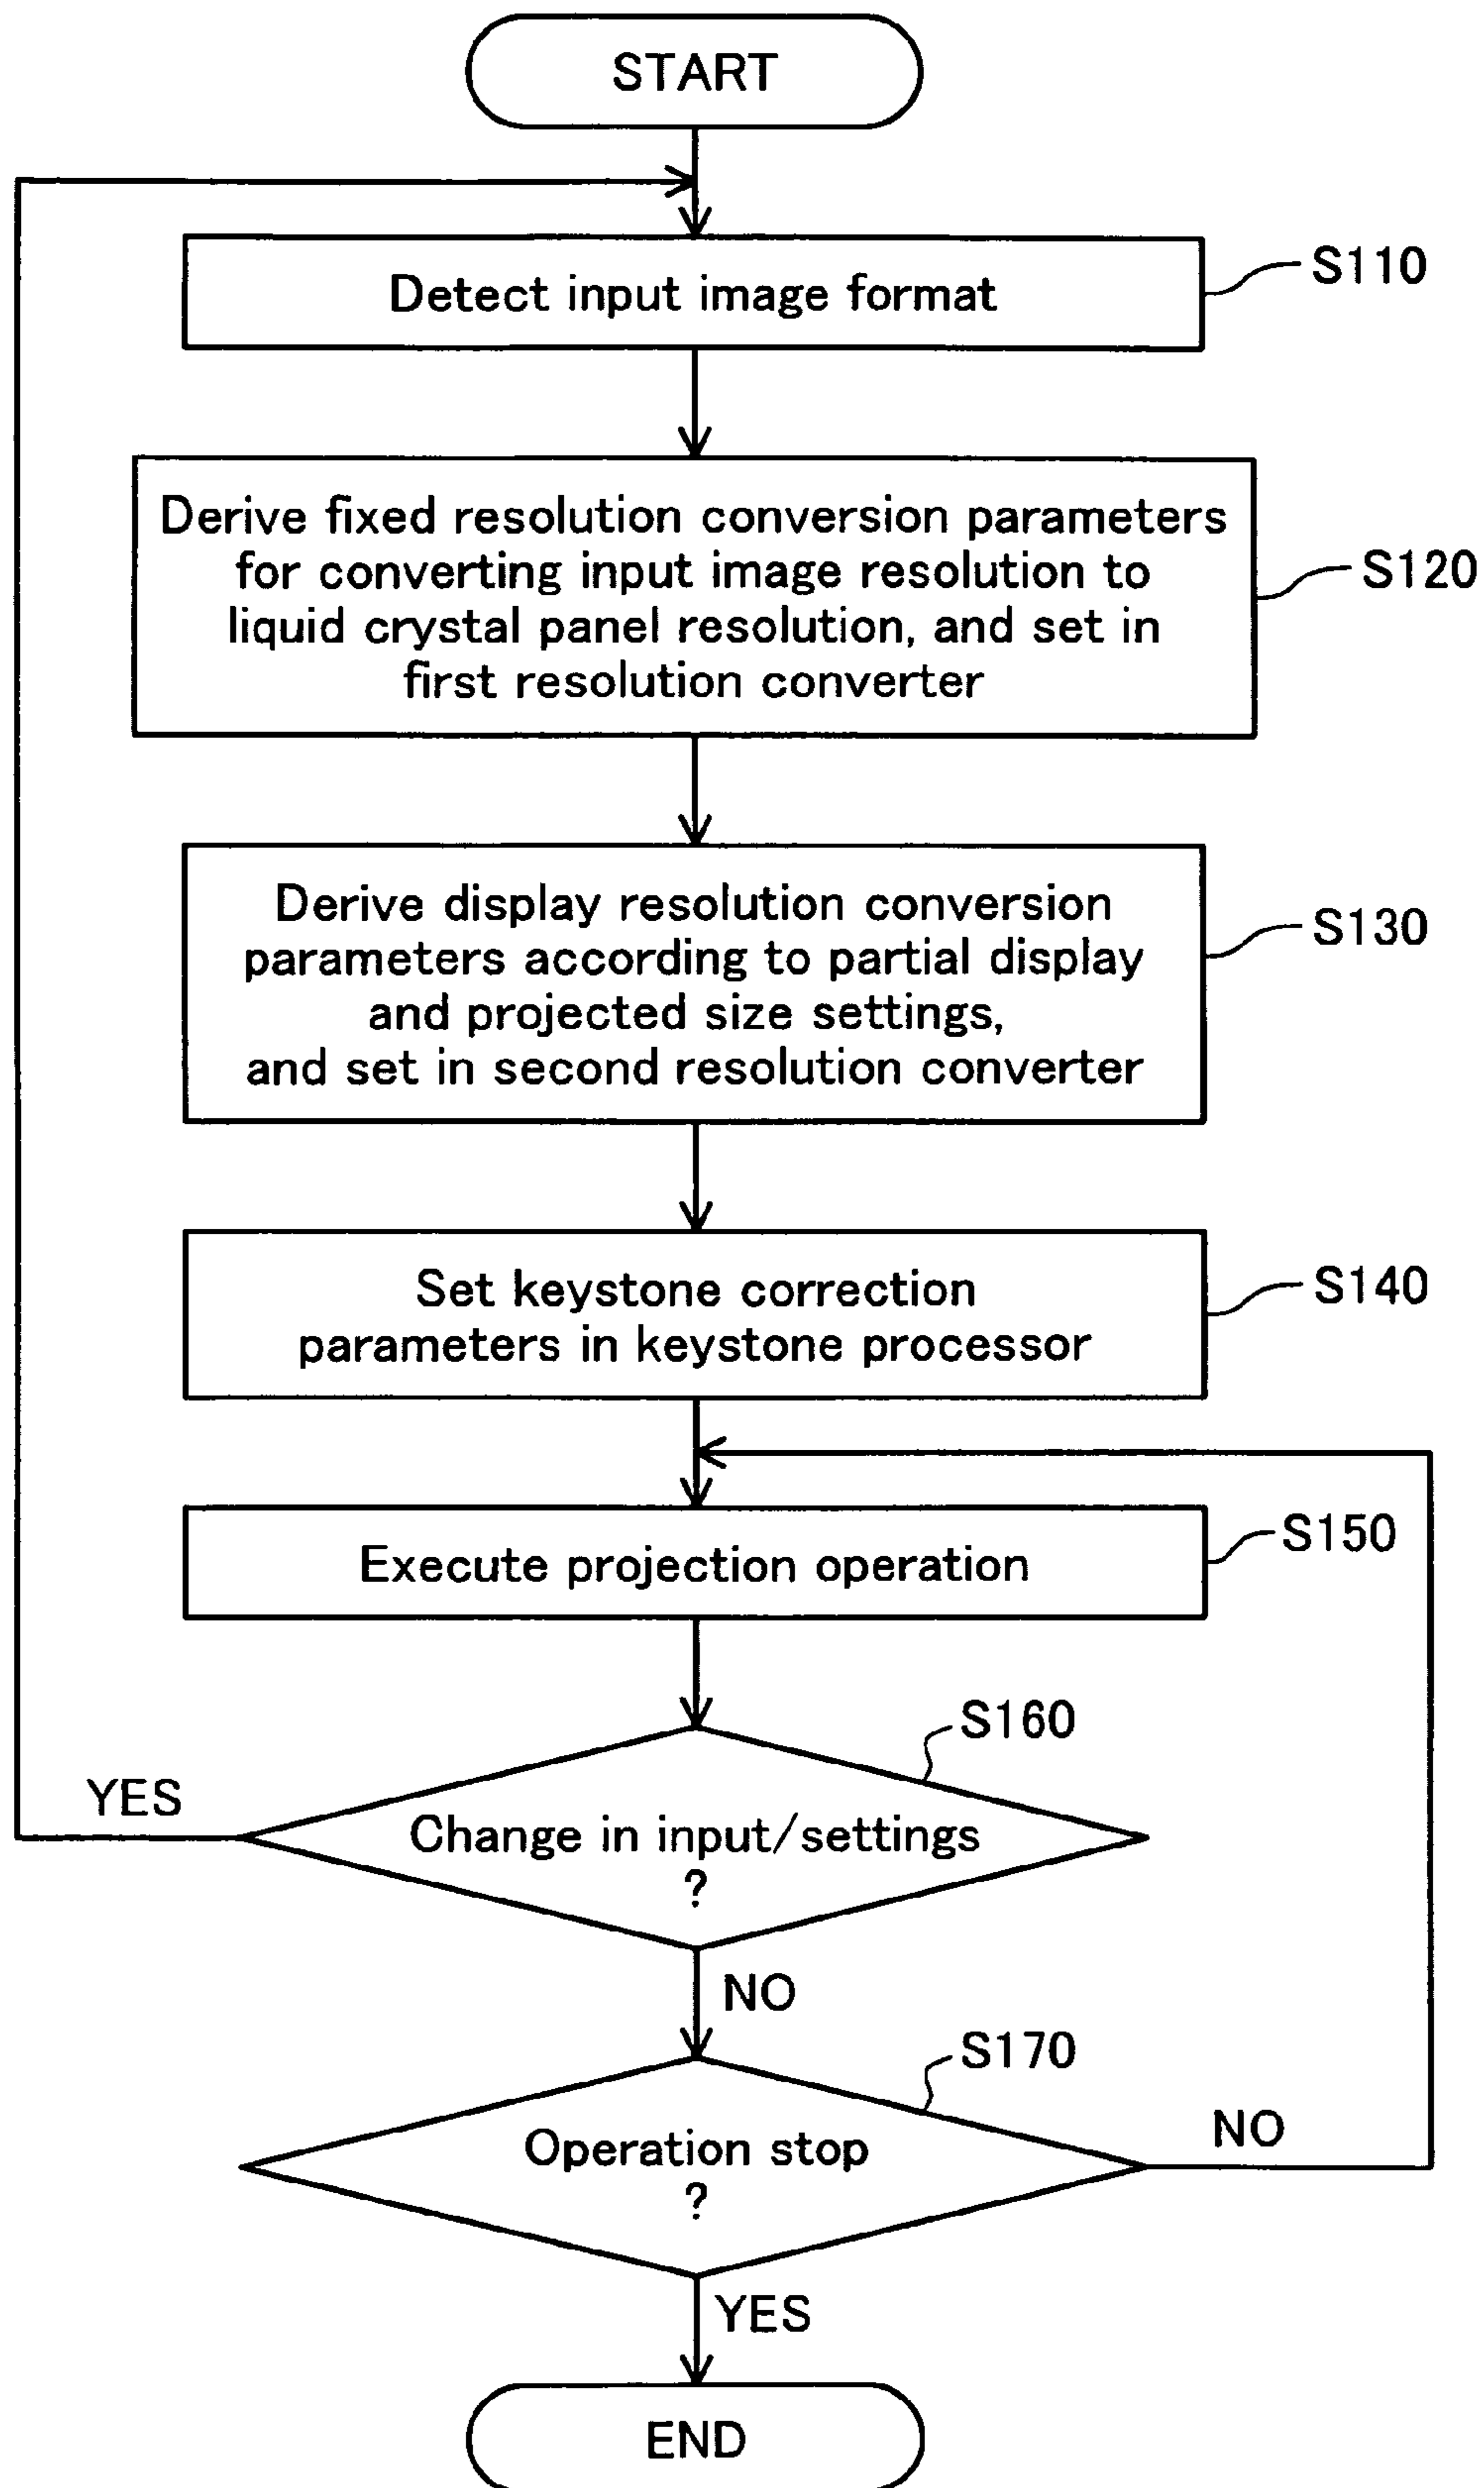 START
Detect input image format
S110
Derive fixed resolution conversion parameters
for converting input image resolution to
liquid crystal panel resolution, and set in
first resolution converter
S120
Derive display resolution conversion
parameters according to partial display
and projected size settings,
and set in second resolution converter
S130
Set keystone correction
parameters in keystone processor
S140
Execute projection operation
S150
S160
YES
Change in input/settings
?
NO
S170
Operation stop
?
NO
YES
END